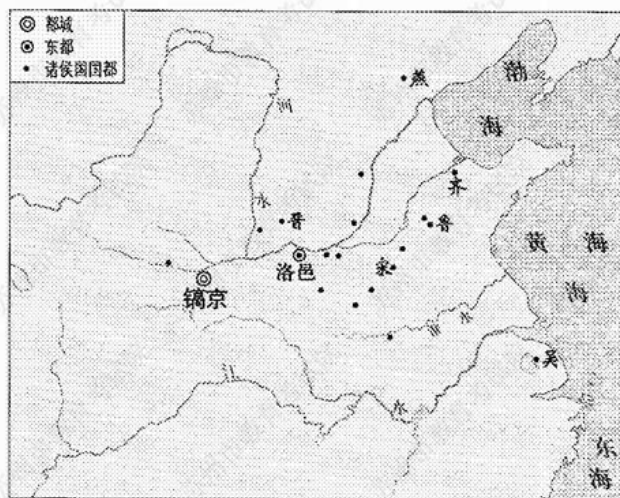 都城
东都
诸侯国国都
燕
渤
海
河
水
齐
晋
鲁
洛邑
宋
镐京
黄海
海
淮水
吴
江
水
东
海